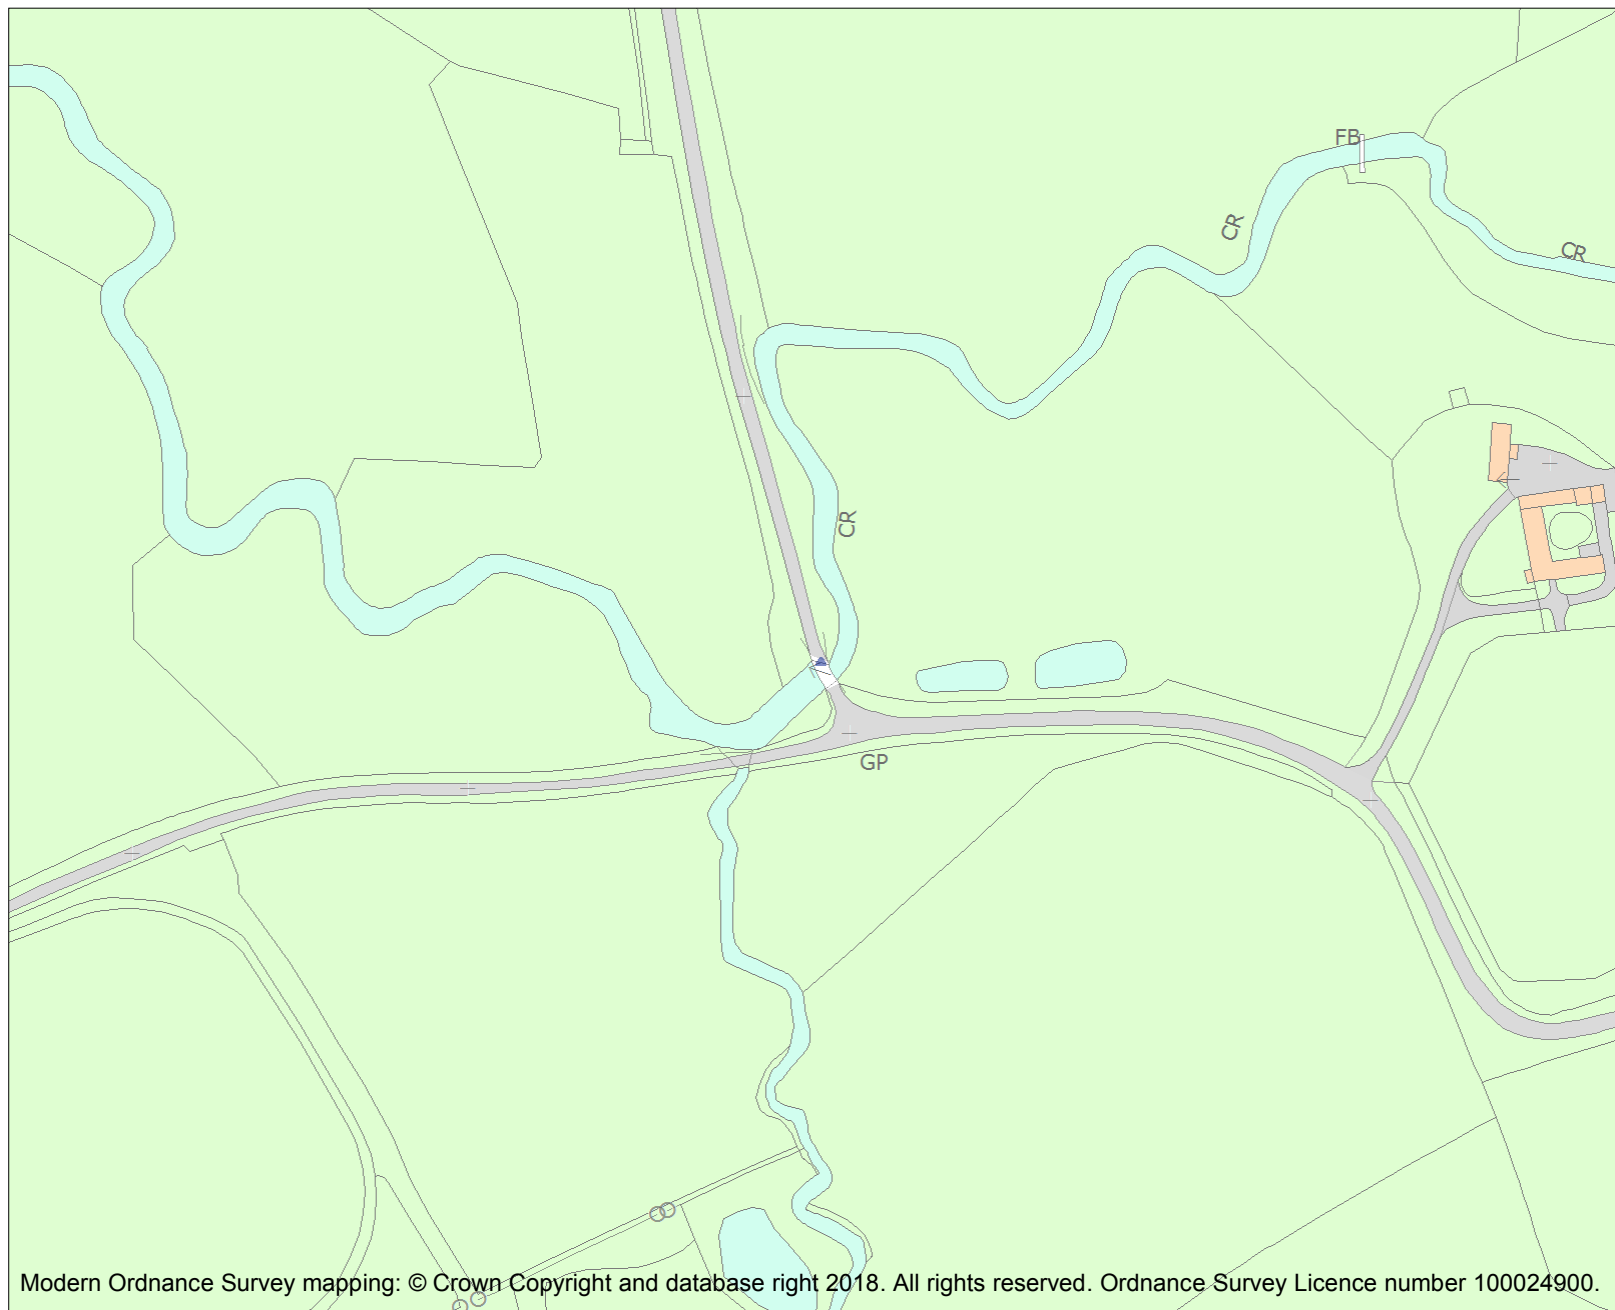 FB
CR
CR
CR
GP
Modern Ordnance Survey mapping: © Crown Copyright and database right 2018. All rights reserved. Ordnance Survey Licence number 100024900.